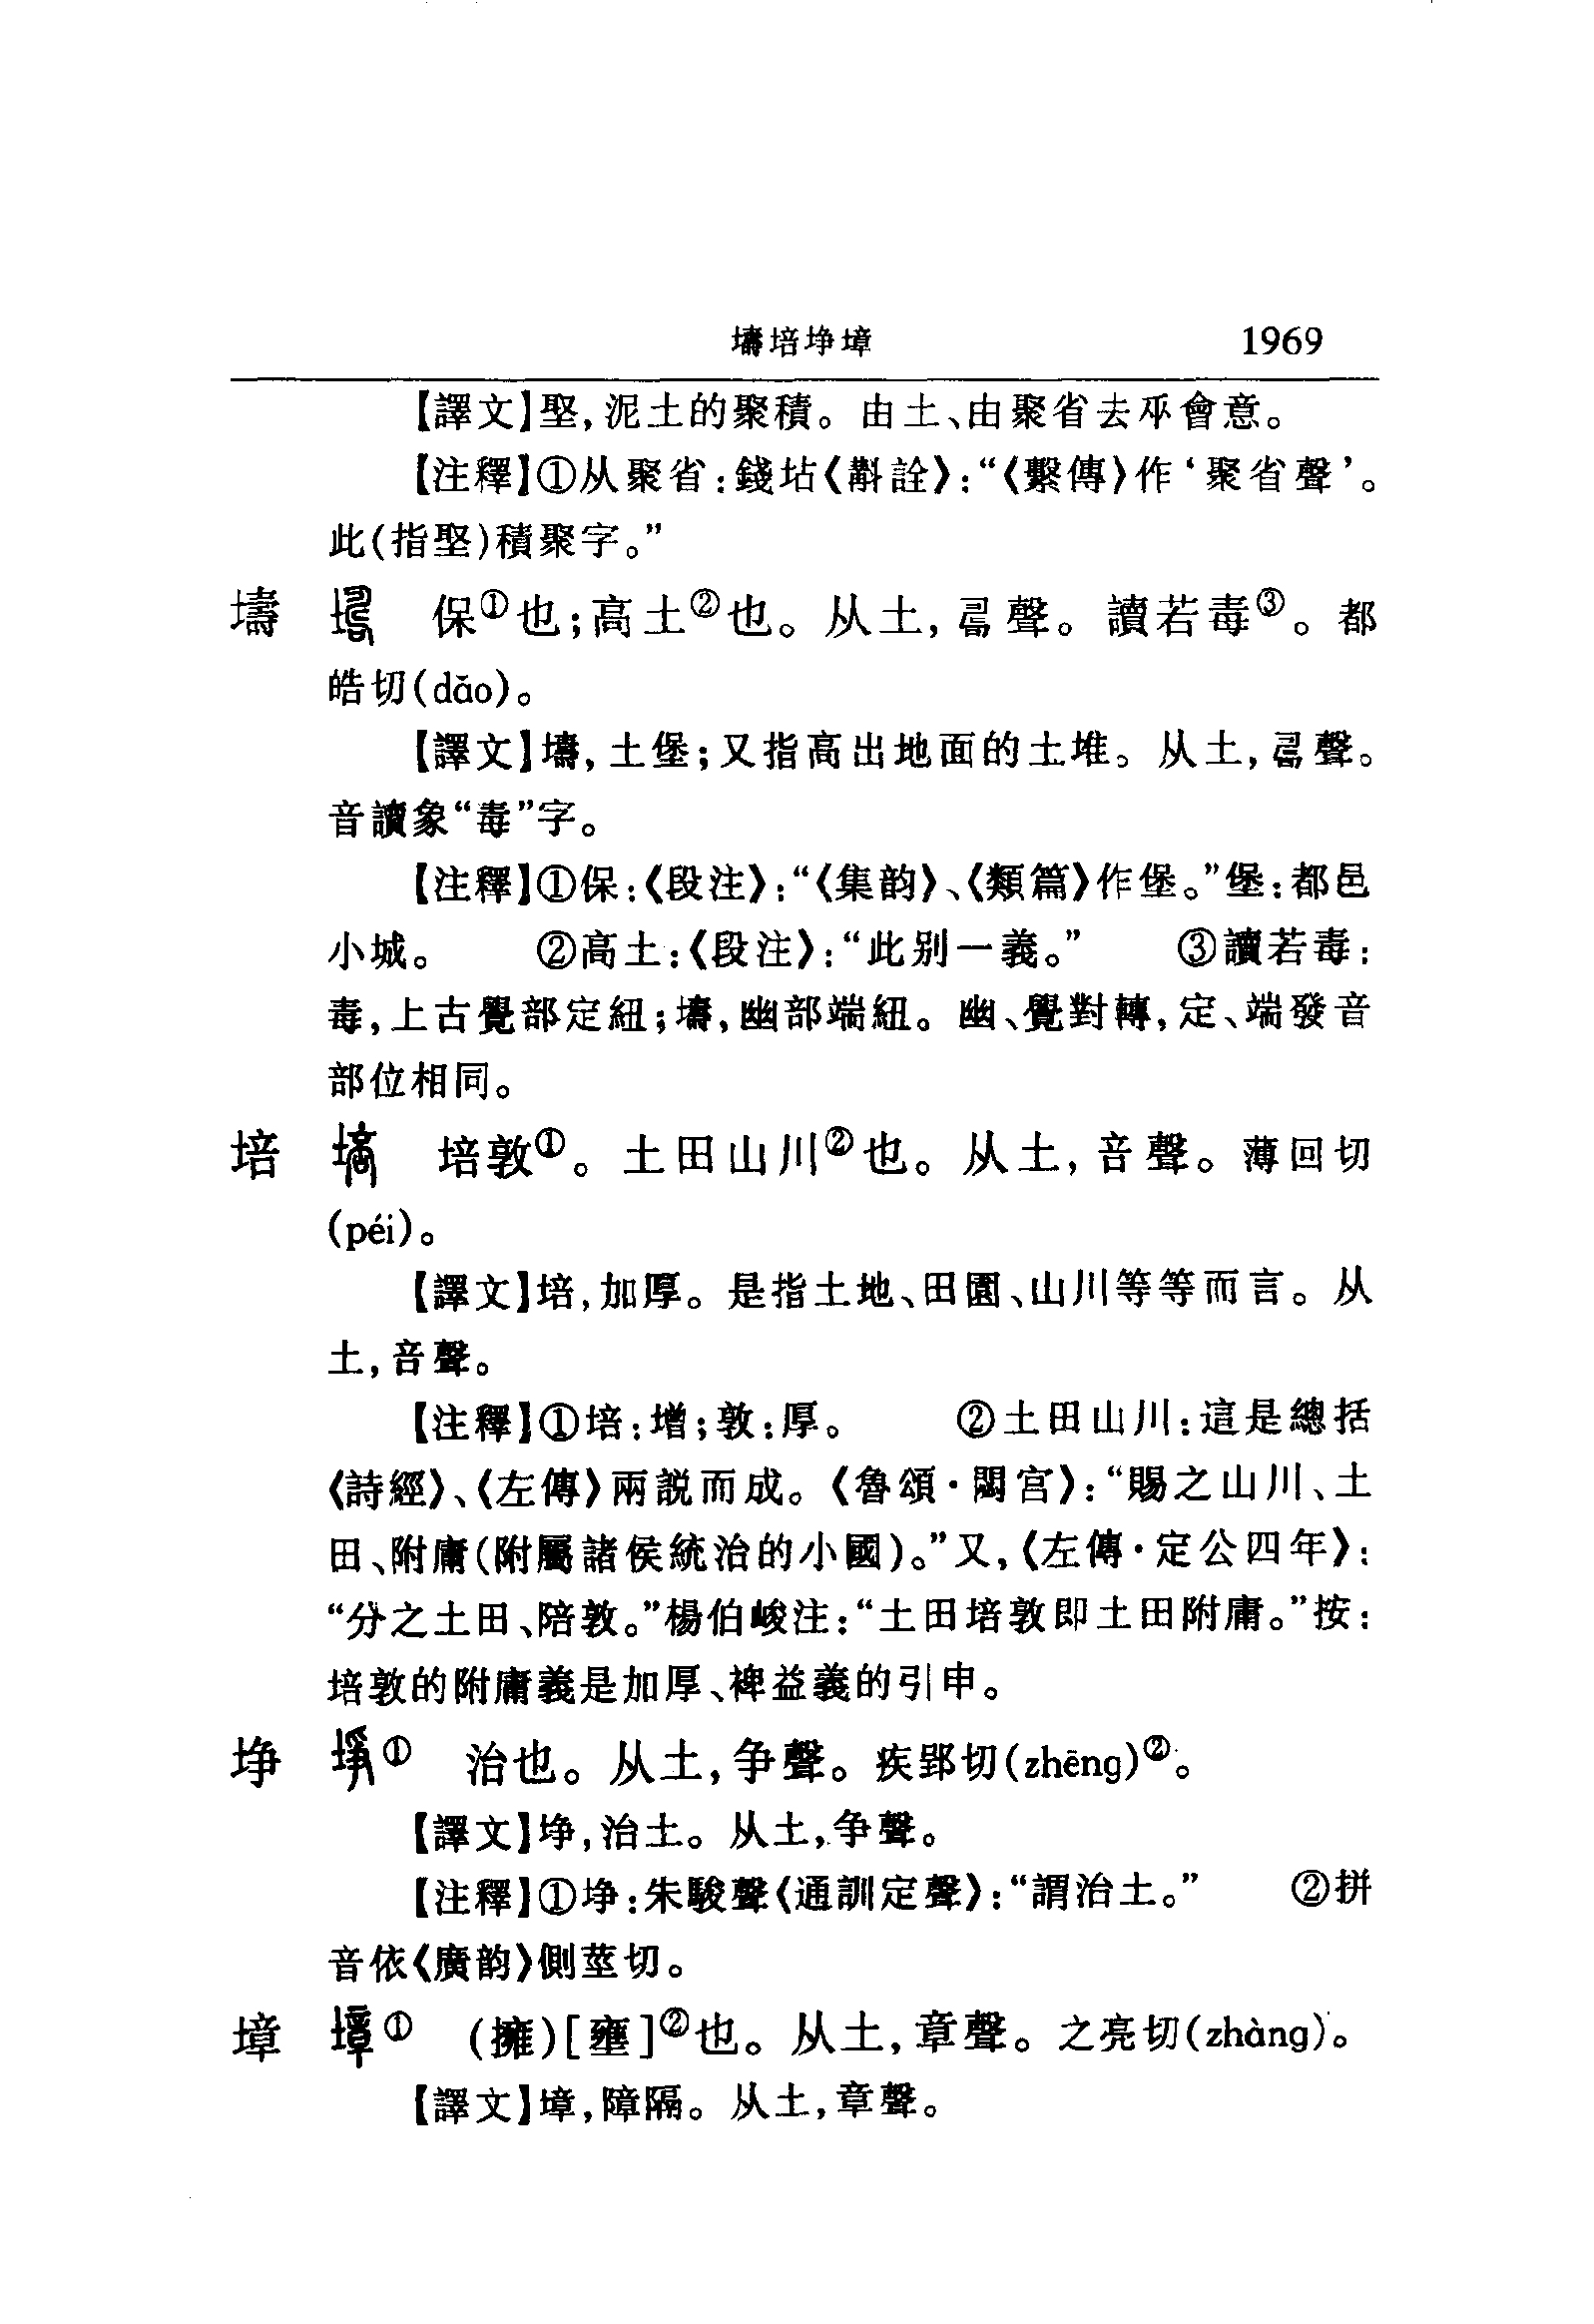 壔培埩墇 1969
【譯文】堅,泥土的聚積。由土、由聚省去乑會意。
【注釋】①从聚省:錢坫《斠詮》:“《繫傳》作‘聚省聲’。
此(指堅)積聚字。”
壔 保①也;高土②也。从土,𠷎聲。讀若毒③。都
皓切(dǎo)。
【譯文】壔,土堡;又指高出地面的土堆。从土,𠷎聲。
音讀象“毒”字。
【注釋】①保:《段注》:“《集韵》、《類篇》作堡。”堡:都邑
小城。 ②高土:《段注》:“此别一義。” ③讀若毒:
毒,上古覺部定紐;壔,幽部端紐。幽、覺對轉,定、端發音
部位相同。
培 培敦①。土田山川②也。从土,咅聲。薄回切
(péi)。
【譯文】培,加厚。是指土地、田園、山川等等而言。从
土,咅聲。
【注釋】①培:增;敦:厚。 ②土田山川:這是總括
《詩經》、《左傳》兩説而成。《魯頌·閟宫》:“賜之山川、土
田、附庸(附屬諸侯統治的小國)。”又,《左傳·定公四年》:
“分之土田、陪敦。”楊伯峻注:“土田培敦即土田附庸。”按:
培敦的附庸義是加厚、裨益義的引申。
埩 ① 治也。从土,争聲。疾郢切(zhēng)②。
【譯文】埩,治土。从土,争聲。
【注釋】①埩:朱駿聲《通訓定聲》:“謂治土。” ②拼
音依《廣韵》側莖切。
墇 ① (擁)[壅]②也。从土,章聲。之亮切(zhàng)。
【譯文】墇,障隔。从土,章聲。